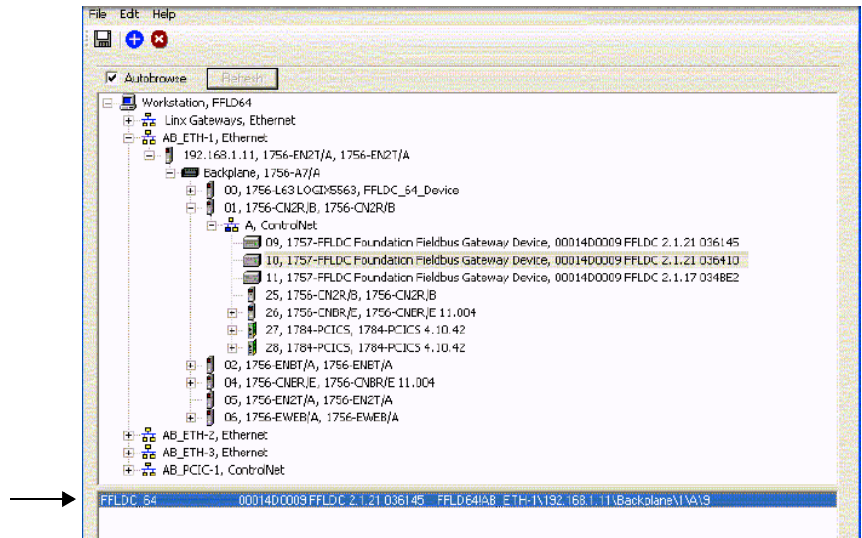 File Edit Help
Autobrowse Refresh
Workstation, FFLD64
Linx Gateways, Ethernet
AB_ETH-1, Ethernet
192.168.1.11, 1756-EN2T/A, 1756-EN2T/A
Backplane, 1756-A7/A
00, 1756-L63 LOGIX5563, FFLDC_64_Device
01, 1756-CN2R/B, 1756-CN2R/B
A, ControlNet
09, 1757-FFLDC Foundation Fieldbus Gateway Device, 00014D0009 FFLDC 2.1.21 036145
10, 1757-FFLDC Foundation Fieldbus Gateway Device, 00014D0009 FFLDC 2.1.21 036410
11, 1757-FFLDC Foundation Fieldbus Gateway Device, 00014D0009 FFLDC 2.1.17 034BE2
25, 1756-CN2R/B, 1756-CN2R/B
26, 1756-CNBR/E, 1756-CNBR/E 11.004
27, 1784-PCICS, 1784-PCICS 4.10.42
28, 1784-PCICS, 1784-PCICS 4.10.42
02, 1756-ENBT/A, 1756-ENBT/A
04, 1756-CNBR/E, 1756-CNBR/E 11.004
05, 1756-EN2T/A, 1756-EN2T/A
06, 1756-EWEB/A, 1756-EWEB/A
AB_ETH-2, Ethernet
AB_ETH-3, Ethernet
AB_PCIC-1, ControlNet
FFLDC_64 00014D0009 FFLDC 2.1.21 036145 FFLD64!AB_ETH-1\192.168.1.11\Backplane\1\A\9